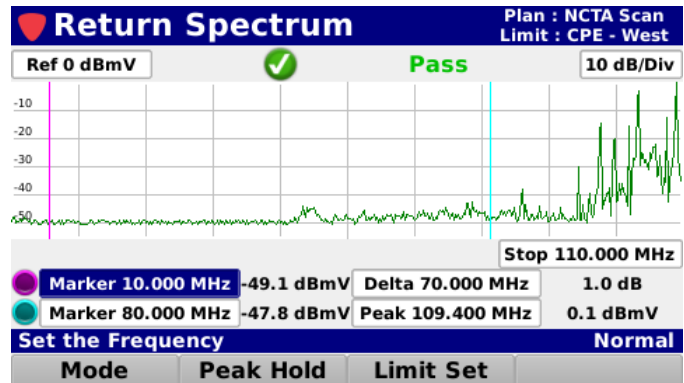 Return Spectrum
Plan : NCTA Scan
Limit : CPE - West
Ref 0 dBmV
Pass
10 dB/Div
-10
-20
-30
-40
-50
Stop 110.000 MHz
Marker 10.000 MHz -49.1 dBmV Delta 70.000 MHz 1.0 dB
Marker 80.000 MHz -47.8 dBmV Peak 109.400 MHz 0.1 dBmV
Set the Frequency Normal
Mode Peak Hold Limit Set